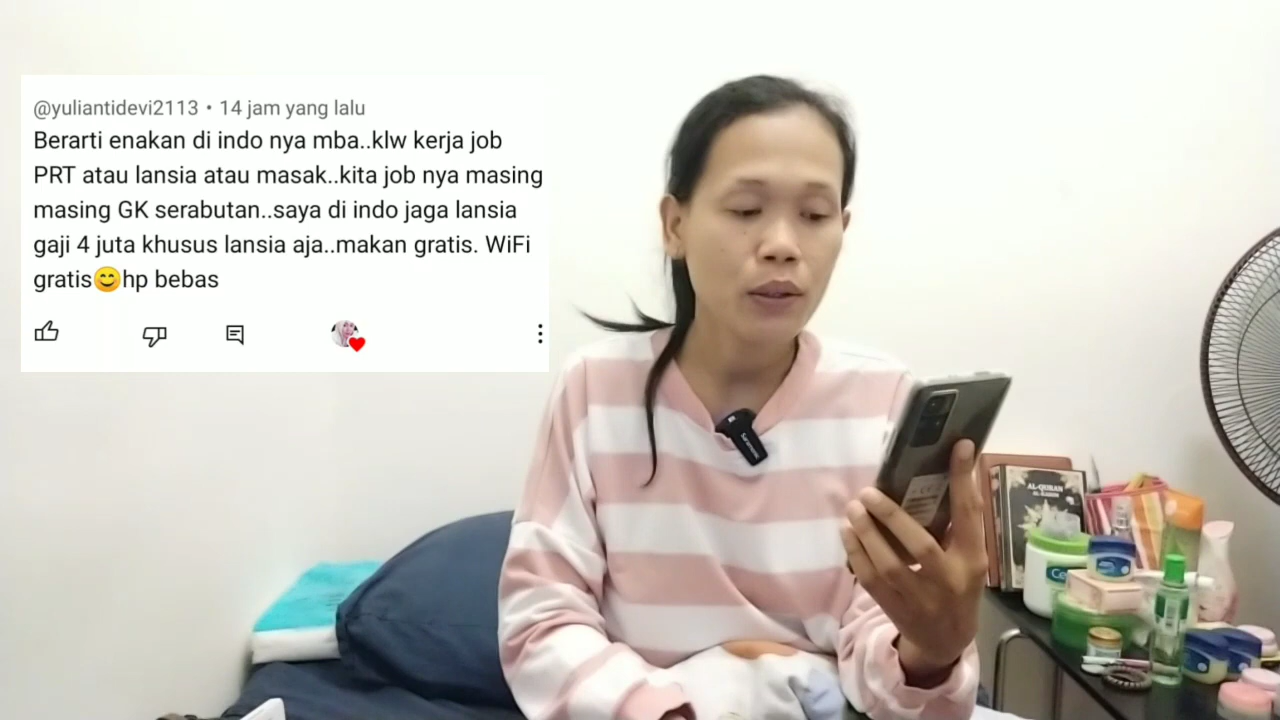 @yuliantidevi2113 • 14 jam yang lalu
Berarti enakan di indo nya mba..klw kerja job
PRT atau lansia atau masak..kita job nya masing
masing GK serabutan..saya di indo jaga lansia
gaji 4 juta khusus lansia aja..makan gratis. WiFi
gratis😊hp bebas
AL-QURAN